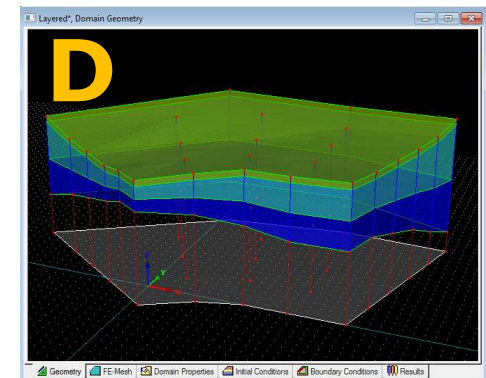 Layered*, Domain Geometry
D
Y
Geometry FE-Mesh Domain Properties Initial Conditions Boundary Conditions Results